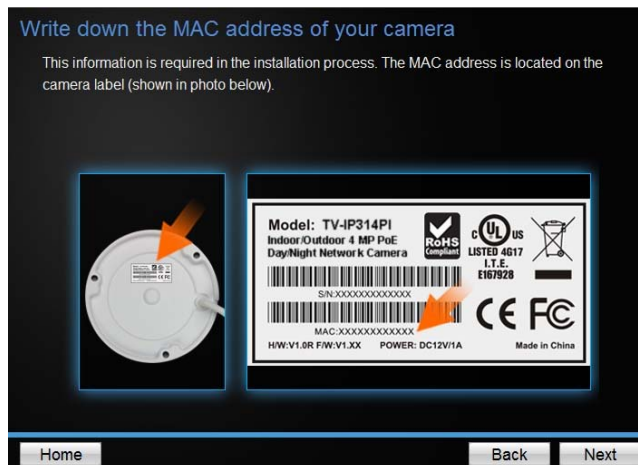 Write down the MAC address of your camera
This information is required in the installation process. The MAC address is located on the
camera label (shown in photo below).
Model: TV-IP314PI
Indoor/Outdoor 4 MP PoE
Day/Night Network Camera
RoHS
Compliant
c UL US
LISTED 4G17
I.T.E.
E167928
S/N:XXXXXXXXXXXXX
MAC:XXXXXXXXXXXX
CE FC
H/W:V1.0R F/W:V1.XX POWER: DC12V/1A Made in China
Home Back Next